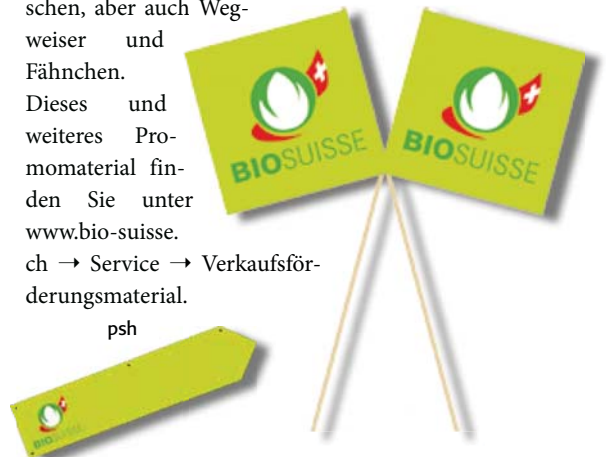 schen, aber auch Weg-
weiser und
Fähnchen.
Dieses und
weiteres Pro-
momaterial fin-
den Sie unter
www.bio-suisse.
ch → Service → Verkaufsför-
derungsmaterial.
psh
BIOSUISSE
BIOSUISSE
BIOSUISSE